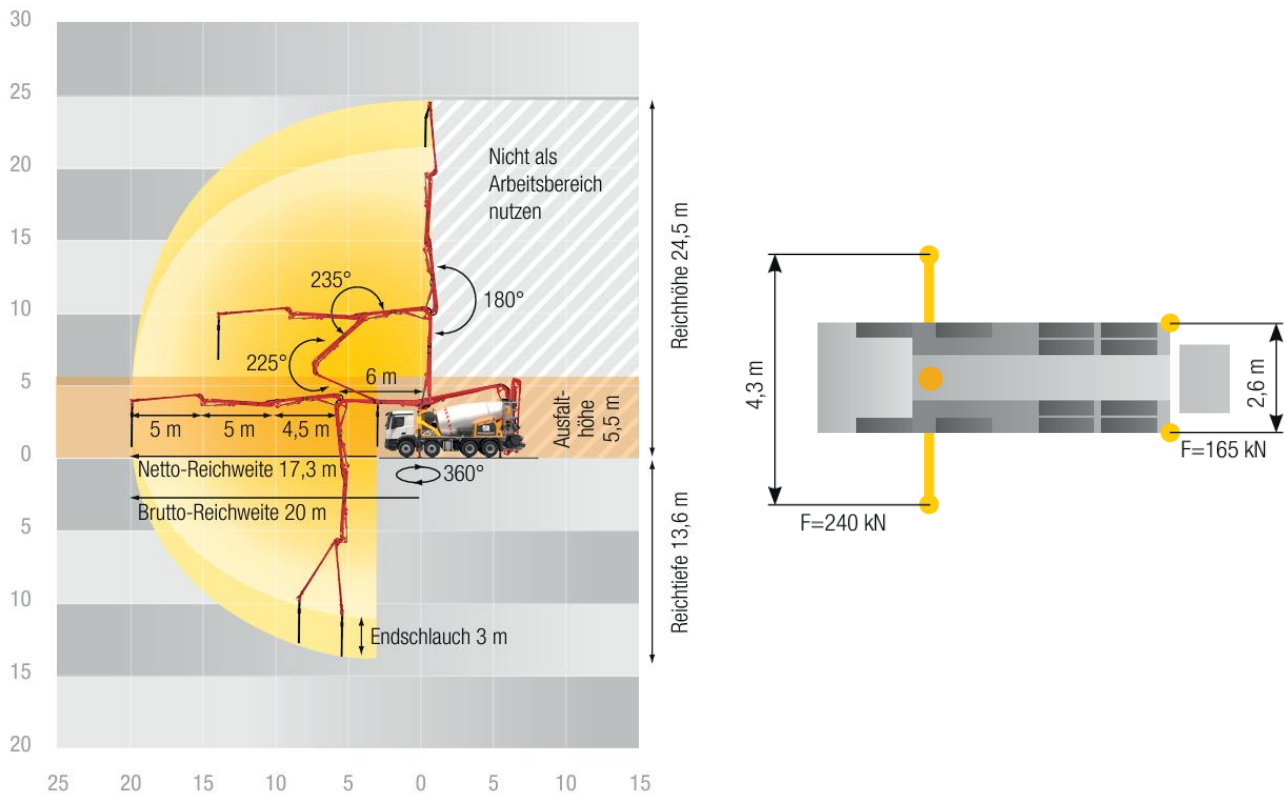 30
25
20
15
10
5
0
5
10
15
20
25
20
15
10
5
0
5
10
15
Nicht als
Arbeitsbereich
nutzen
235°
180°
225°
6 m
5 m
5 m
4,5 m
Ausfalt-
höhe
5,5 m
Netto-Reichweite 17,3 m
360°
Brutto-Reichweite 20 m
Endschlauch 3 m
Reichhöhe 24,5 m
Reichtiefe 13,6 m
4,3 m
2,6 m
F=165 kN
F=240 kN